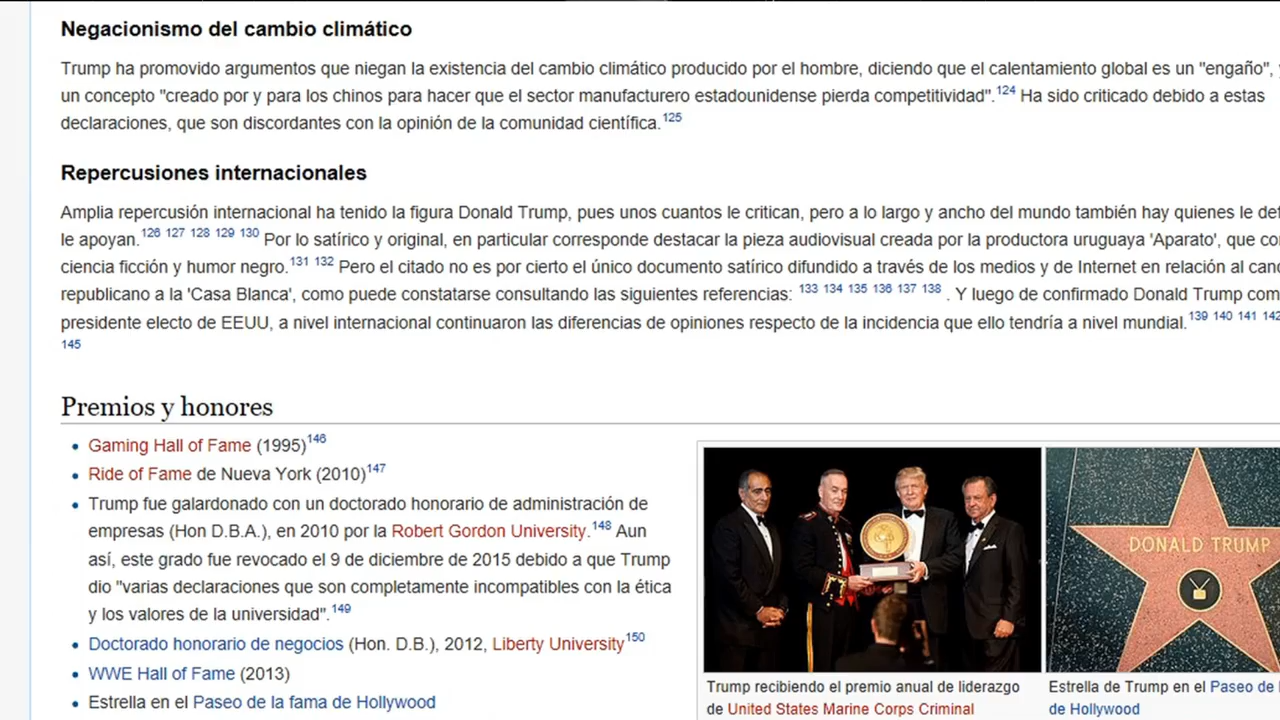 Negacionismo del cambio climático
Trump ha promovido argumentos que niegan la existencia del cambio climático producido por el hombre, diciendo que el calentamiento global es un "engaño",
un concepto "creado por y para los chinos para hacer que el sector manufacturero estadounidense pierda competitividad".124 Ha sido criticado debido a estas
declaraciones, que son discordantes con la opinión de la comunidad científica.125
Repercusiones internacionales
Amplia repercusión internacional ha tenido la figura Donald Trump, pues unos cuantos le critican, pero a lo largo y ancho del mundo también hay quienes le
le apoyan.126 127 128 129 130 Por lo satírico y original, en particular corresponde destacar la pieza audiovisual creada por la productora uruguaya 'Aparato', que
ciencia ficción y humor negro.131 132 Pero el citado no es por cierto el único documento satírico difundido a través de los medios y de Internet en relación al
republicano a la 'Casa Blanca', como puede constatarse consultando las siguientes referencias: 133 134 135 136 137 138 . Y luego de confirmado Donald Trump
presidente electo de EEUU, a nivel internacional continuaron las diferencias de opiniones respecto de la incidencia que ello tendría a nivel mundial.139 140 141 142
145
Premios y honores
Gaming Hall of Fame (1995)146
Ride of Fame de Nueva York (2010)147
Trump fue galardonado con un doctorado honorario de administración de
empresas (Hon D.B.A.), en 2010 por la Robert Gordon University.148 Aun
así, este grado fue revocado el 9 de diciembre de 2015 debido a que Trump
dio "varias declaraciones que son completamente incompatibles con la ética
y los valores de la universidad".149
Doctorado honorario de negocios (Hon. D.B.), 2012, Liberty University150
WWE Hall of Fame (2013)
Estrella en el Paseo de la fama de Hollywood
DONALD TRUMP
Trump recibiendo el premio anual de liderazgo
de United States Marine Corps Criminal
Estrella de Trump en el Paseo de
de Hollywood